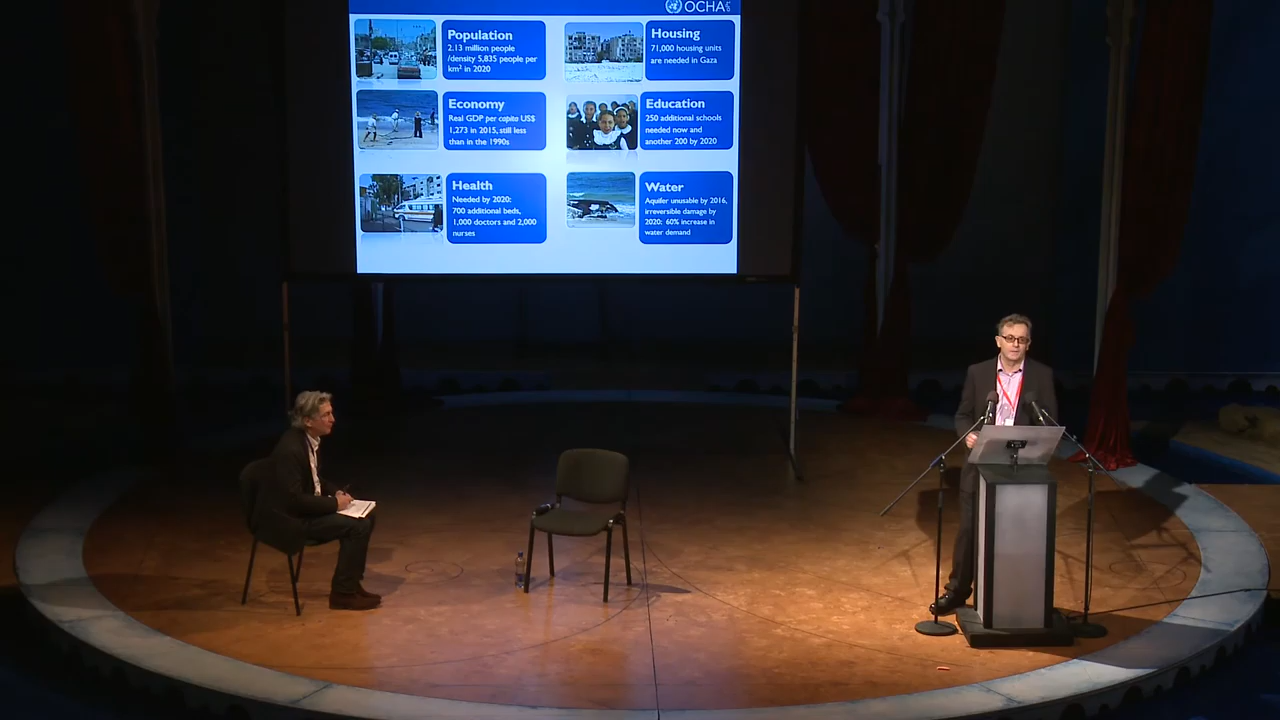 OCHA
Population
2.13 million people
/density 5,835 people per
km² in 2020
Housing
71,000 housing units
are needed in Gaza
Economy
Real GDP per capita US$
1,273 in 2015, still less
than in the 1990s
Education
250 additional schools
needed now and
another 200 by 2020
Health
Needed by 2020:
700 additional beds,
1,000 doctors and 2,000
nurses
Water
Aquifer unusable by 2016,
irreversible damage by
2020: 60% increase in
water demand